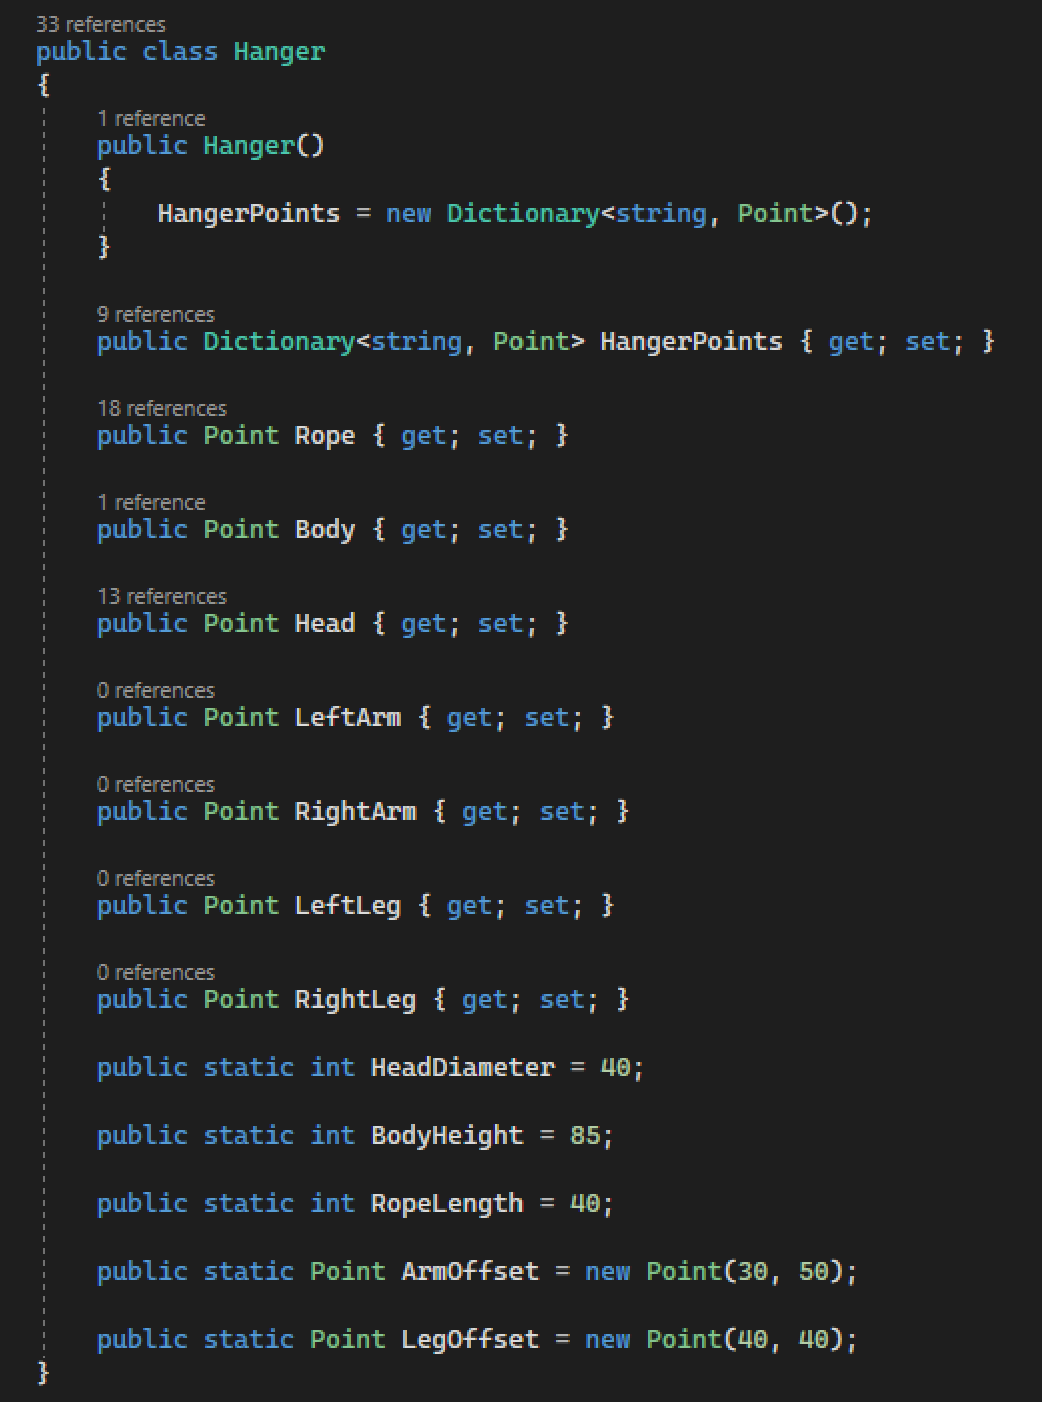 33 references
public class Hanger
{
1 reference
public Hanger()
{
HangerPoints = new Dictionary<string, Point>();
}
9 references
public Dictionary<string, Point> HangerPoints { get; set; }
18 references
public Point Rope { get; set; }
1 reference
public Point Body { get; set; }
13 references
public Point Head { get; set; }
0 references
public Point LeftArm { get; set; }
0 references
public Point RightArm { get; set; }
0 references
public Point LeftLeg { get; set; }
0 references
public Point RightLeg { get; set; }
public static int HeadDiameter = 40;
public static int BodyHeight = 85;
public static int RopeLength = 40;
public static Point ArmOffset = new Point(30, 50);
public static Point LegOffset = new Point(40, 40);
}